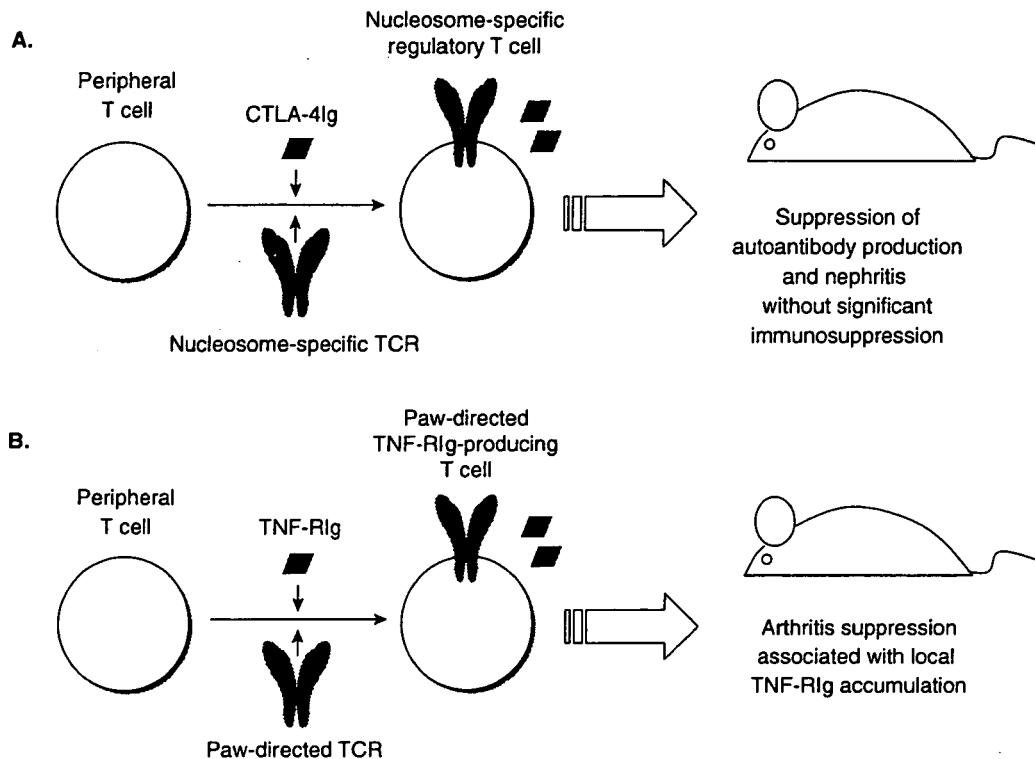 A.
Peripheral
T cell
CTLA-4Ig
Nucleosome-specific TCR
Nucleosome-specific
regulatory T cell
Suppression of
autoantibody production
and nephritis
without significant
immunosuppression
B.
Peripheral
T cell
TNF-RIg
Paw-directed TCR
Paw-directed
TNF-RIg-producing
T cell
Arthritis suppression
associated with local
TNF-RIg accumulation